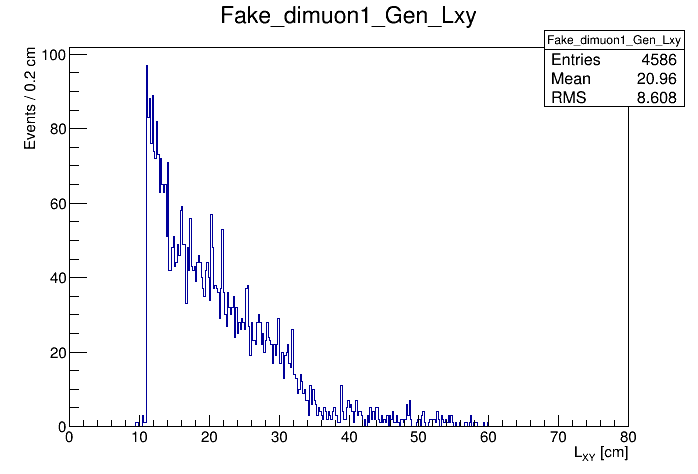 Fake_dimuon1_Gen_Lxy
Fake_dimuon1_Gen_Lxy
Entries 4586
Mean 20.96
RMS 8.608
Events / 0.2 cm
100
80
60
40
20
0
0 10 20 30 40 50 60 70 80
LXY [cm]